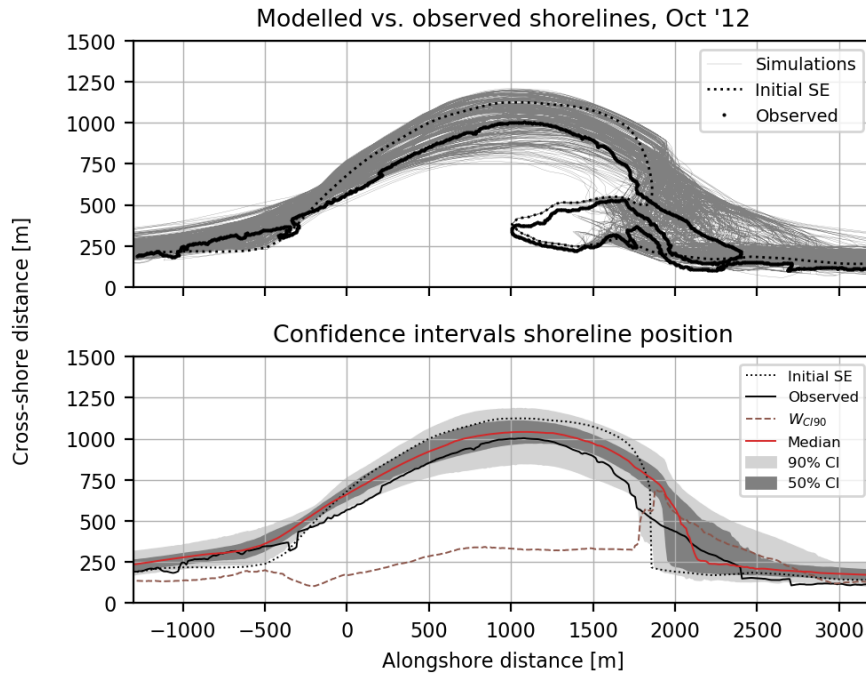 Modelled vs. observed shorelines, Oct '12
1500
1250
1000
750
500
250
0
Simulations
Initial SE
Observed
Cross-shore distance [m]
Confidence intervals shoreline position
1500
1250
1000
750
500
250
0
Initial SE
Observed
W_{CI90}
Median
90% CI
50% CI
−1000 −500 0 500 1000 1500 2000 2500 3000
Alongshore distance [m]